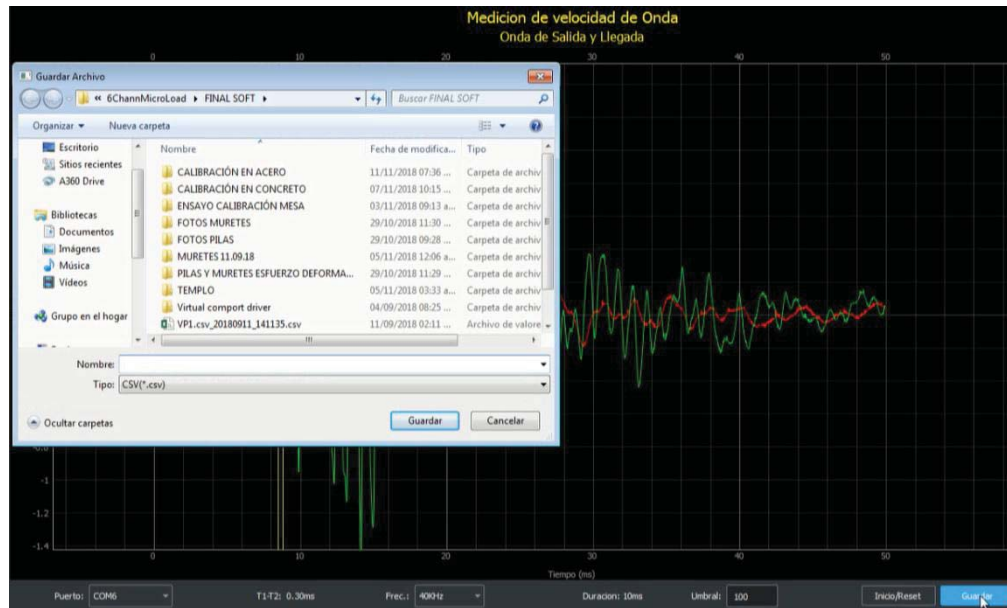 Medicion de velocidad de Onda
Onda de Salida y Llegada
0 10 20 30 40 50
Guardar Archivo
« 6ChannMicroLoad ▸ FINAL SOFT ▸
Buscar FINAL SOFT
Organizar Nueva carpeta
Escritorio
Sitios recientes
A360 Drive
Bibliotecas
Documentos
Imágenes
Música
Vídeos
Grupo en el hogar
Nombre Fecha de modifica... Tipo
CALIBRACIÓN EN ACERO 11/11/2018 07:36 ... Carpeta de archiv
CALIBRACIÓN EN CONCRETO 07/11/2018 10:15 ... Carpeta de archiv
ENSAYO CALIBRACIÓN MESA 03/11/2018 09:13 a... Carpeta de archiv
FOTOS MURETES 29/10/2018 11:30 ... Carpeta de archiv
FOTOS PILAS 29/10/2018 09:28 ... Carpeta de archiv
MURETES 11.09.18 05/11/2018 12:06 a... Carpeta de archiv
PILAS Y MURETES ESFUERZO DEFORMA... 29/10/2018 11:29 ... Carpeta de archiv
TEMPLO 05/11/2018 03:33 a... Carpeta de archiv
Virtual comport driver 04/09/2018 08:25 ... Carpeta de archiv
VP1.csv_20180911_141135.csv 11/09/2018 02:11 ... Archivo de valore
Nombre:
Tipo: CSV(*.csv)
Ocultar carpetas
Guardar Cancelar
-1
-1.2
-1.4
0 10 20 30 40 50
Tiempo (ms)
Puerto: COM6 T1-T2: 0.30ms Frec.: 40KHz Duracion: 10ms Umbral: 100 Inicio/Reset Guardar